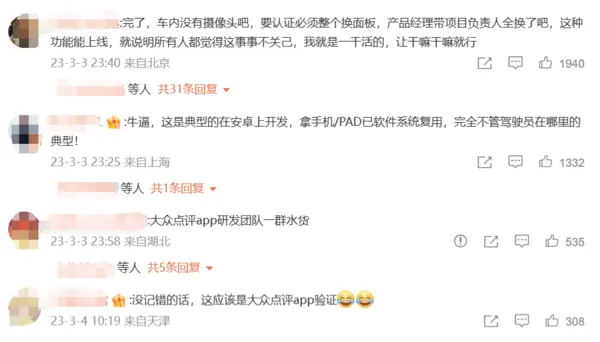 :完了，车内没有摄像头吧，要认证必须整个换面板，产品经理带项目负责人全换了吧，这种
功能能上线，就说明所有人都觉得这事事不关己，我就是一干活的，让干嘛干嘛就行
23-3-3 23:40 来自北京
1940
等人 共31条回复
:牛逼，这是典型的在安卓上开发，拿手机/PAD已软件系统复用，完全不管驾驶员在哪里的
典型！
23-3-3 23:25 来自上海
1332
等人 共1条回复
:大众点评app研发团队一群水货
23-3-3 23:58 来自湖北
535
等人 共5条回复
:没记错的话，这应该是大众点评app验证😂😂
23-3-4 10:19 来自天津
308